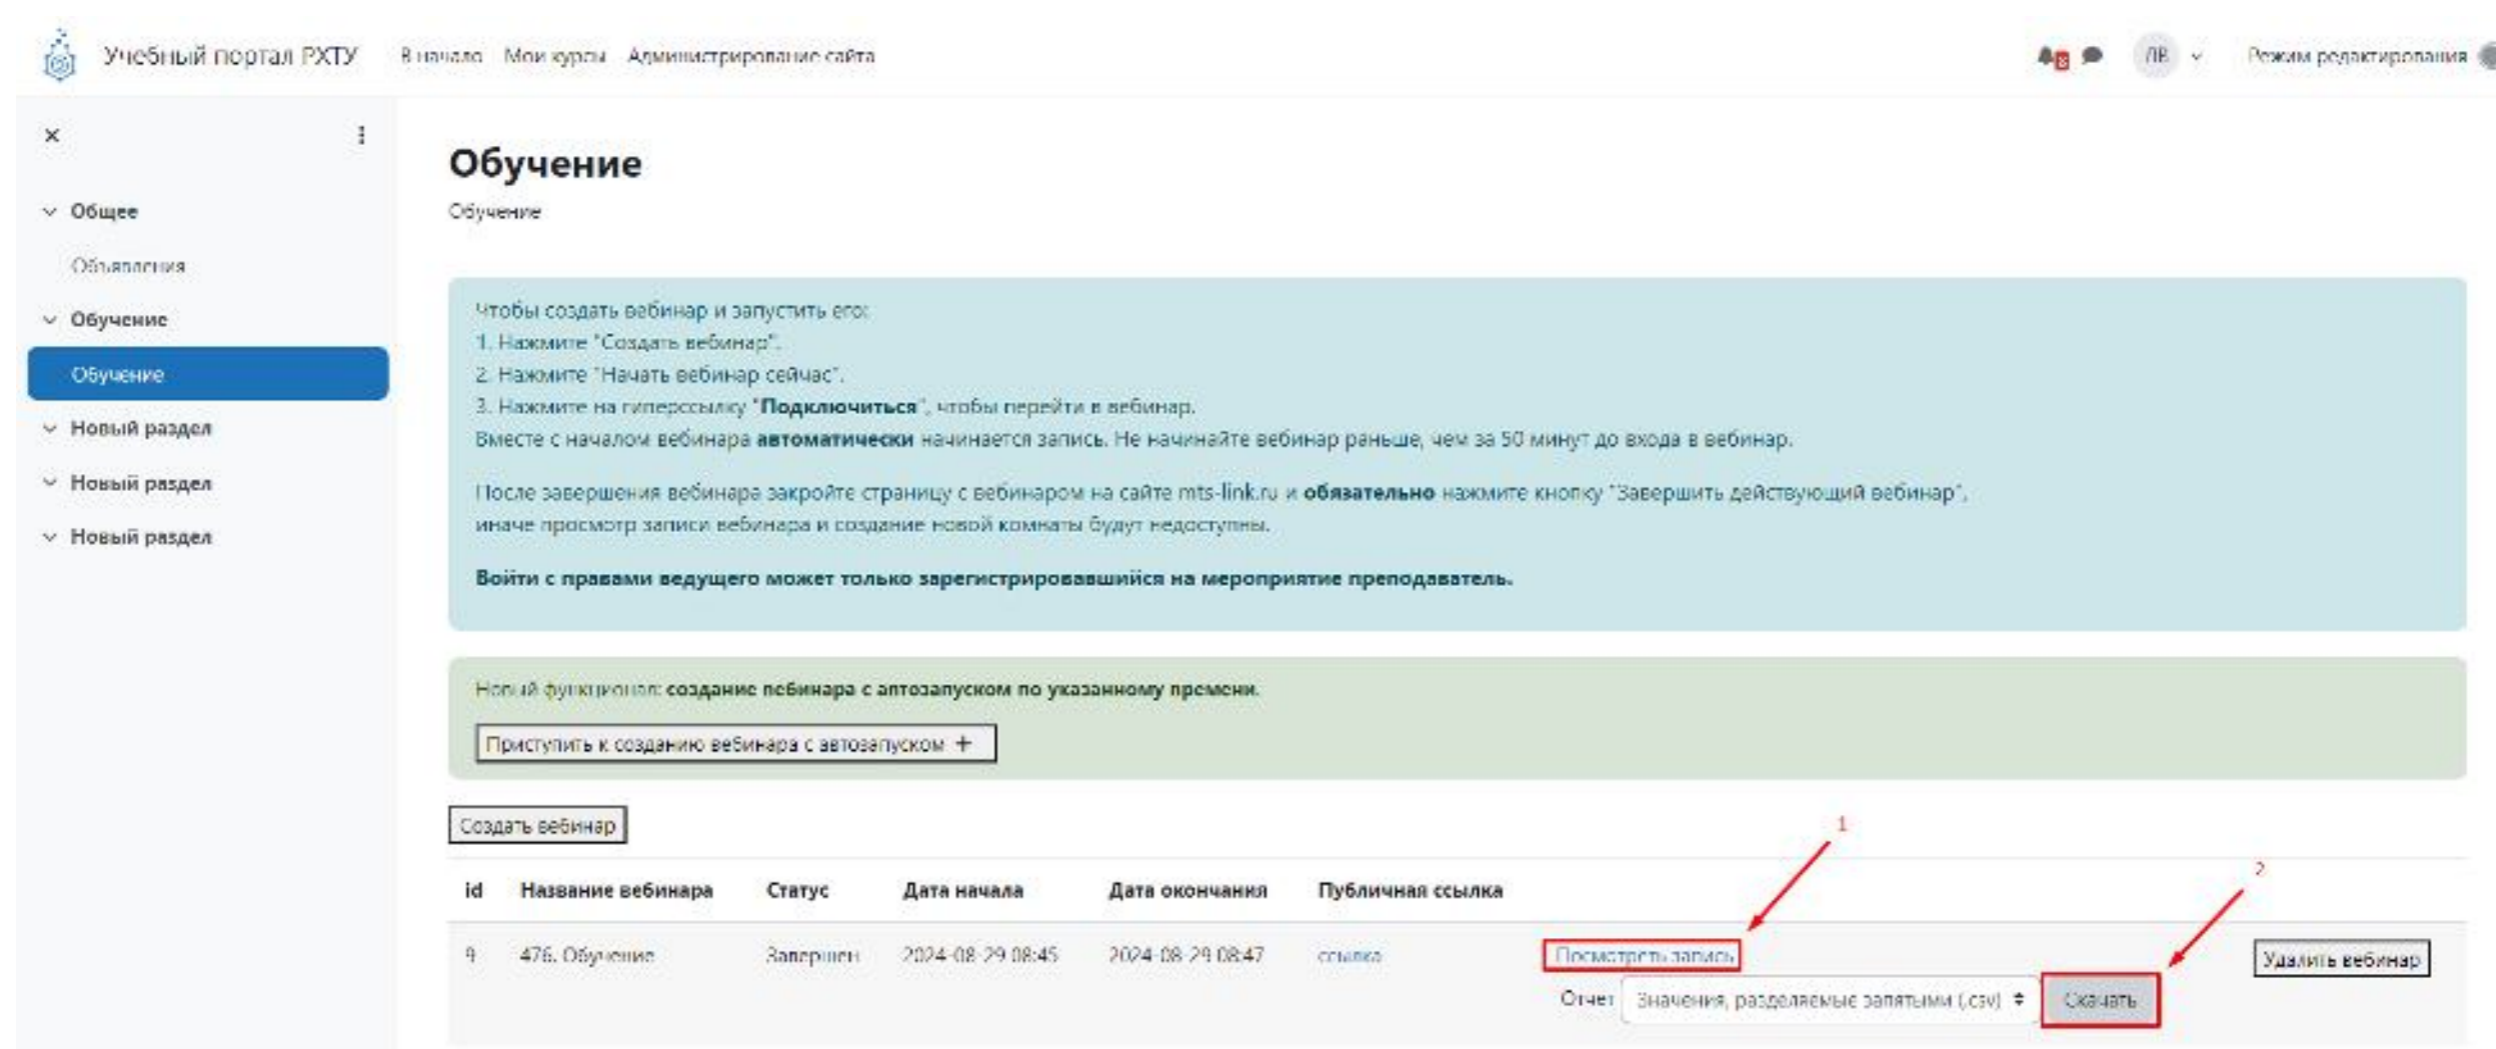 Учебный портал РХТУ
В начало Мои курсы Администрирование сайта
8
ЛВ
Режим редактирования
Общее
Объявления
Обучение
Обучение
Новый раздел
Новый раздел
Новый раздел
Обучение
Обучение
Чтобы создать вебинар и запустить его:
1. Нажмите "Создать вебинар".
2. Нажмите "Начать вебинар сейчас".
3. Нажмите на гиперссылку "Подключиться", чтобы перейти в вебинар.
Вместе с началом вебинара автоматически начинается запись. Не начинайте вебинар раньше, чем за 50 минут до входа в вебинар.
После завершения вебинара закройте страницу с вебинаром на сайте mts-link.ru и обязательно нажмите кнопку "Завершить действующий вебинар",
иначе просмотр записи вебинара и создание новой комнаты будут недоступны.
Войти с правами ведущего может только зарегистрировавшийся на мероприятие преподаватель.
Новый функционал: создание вебинара с автозапуском по указанному времени.
Приступить к созданию вебинара с автозапуском +
Создать вебинар
1
2
id Название вебинара Статус Дата начала Дата окончания Публичная ссылка
9 476. Обучение Завершен 2024-08-29 08:45 2024-08-29 08:47 ссылка Посмотреть запись Удалить вебинар
Отчет Значения, разделяемые запятыми (.csv) Скачать